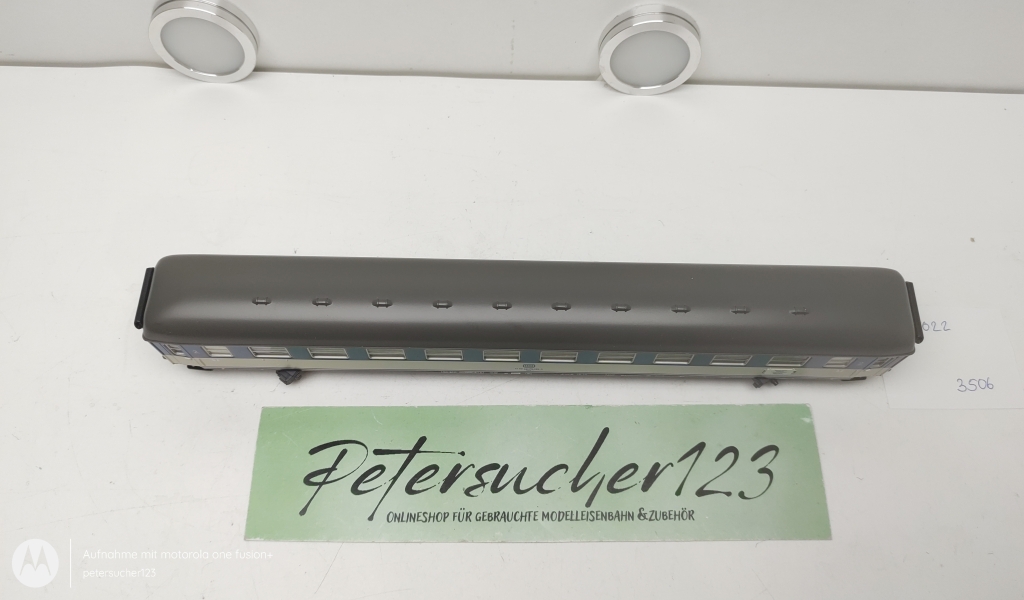 022
3506
Petersucher123
ONLINESHOP FÜR GEBRAUCHTE MODELLEISENBAHN & ZUBEHÖR
Aufnahme mit motorola one fusion+
petersucher123